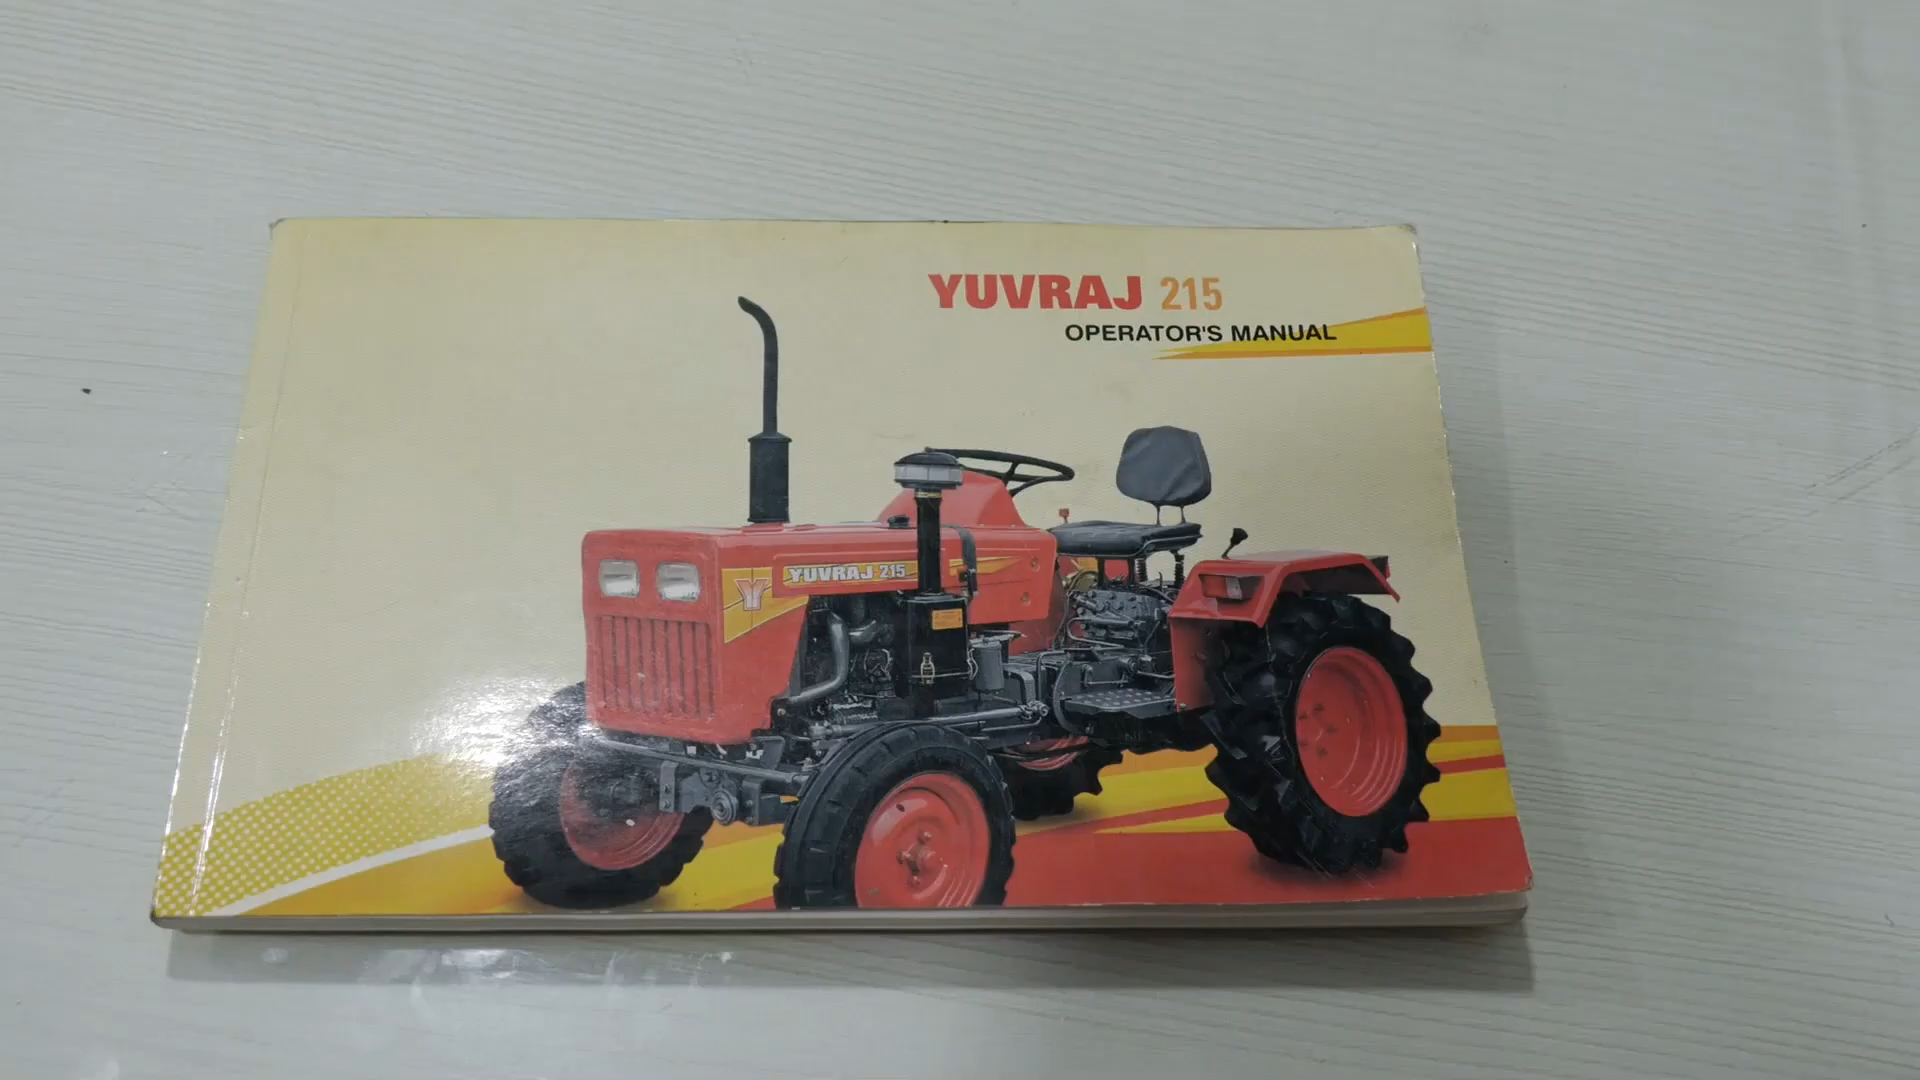 YUVRAJ 215
OPERATOR'S MANUAL
Y YUVRAJ 215